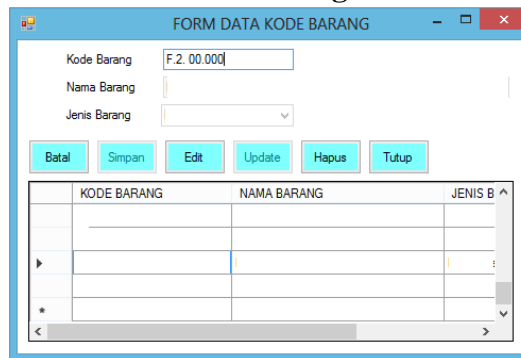 FORM DATA KODE BARANG
Kode Barang F.2. 00.000
Nama Barang
Jenis Barang
Batal Simpan Edit Update Hapus Tutup
KODE BARANG NAMA BARANG JENIS B